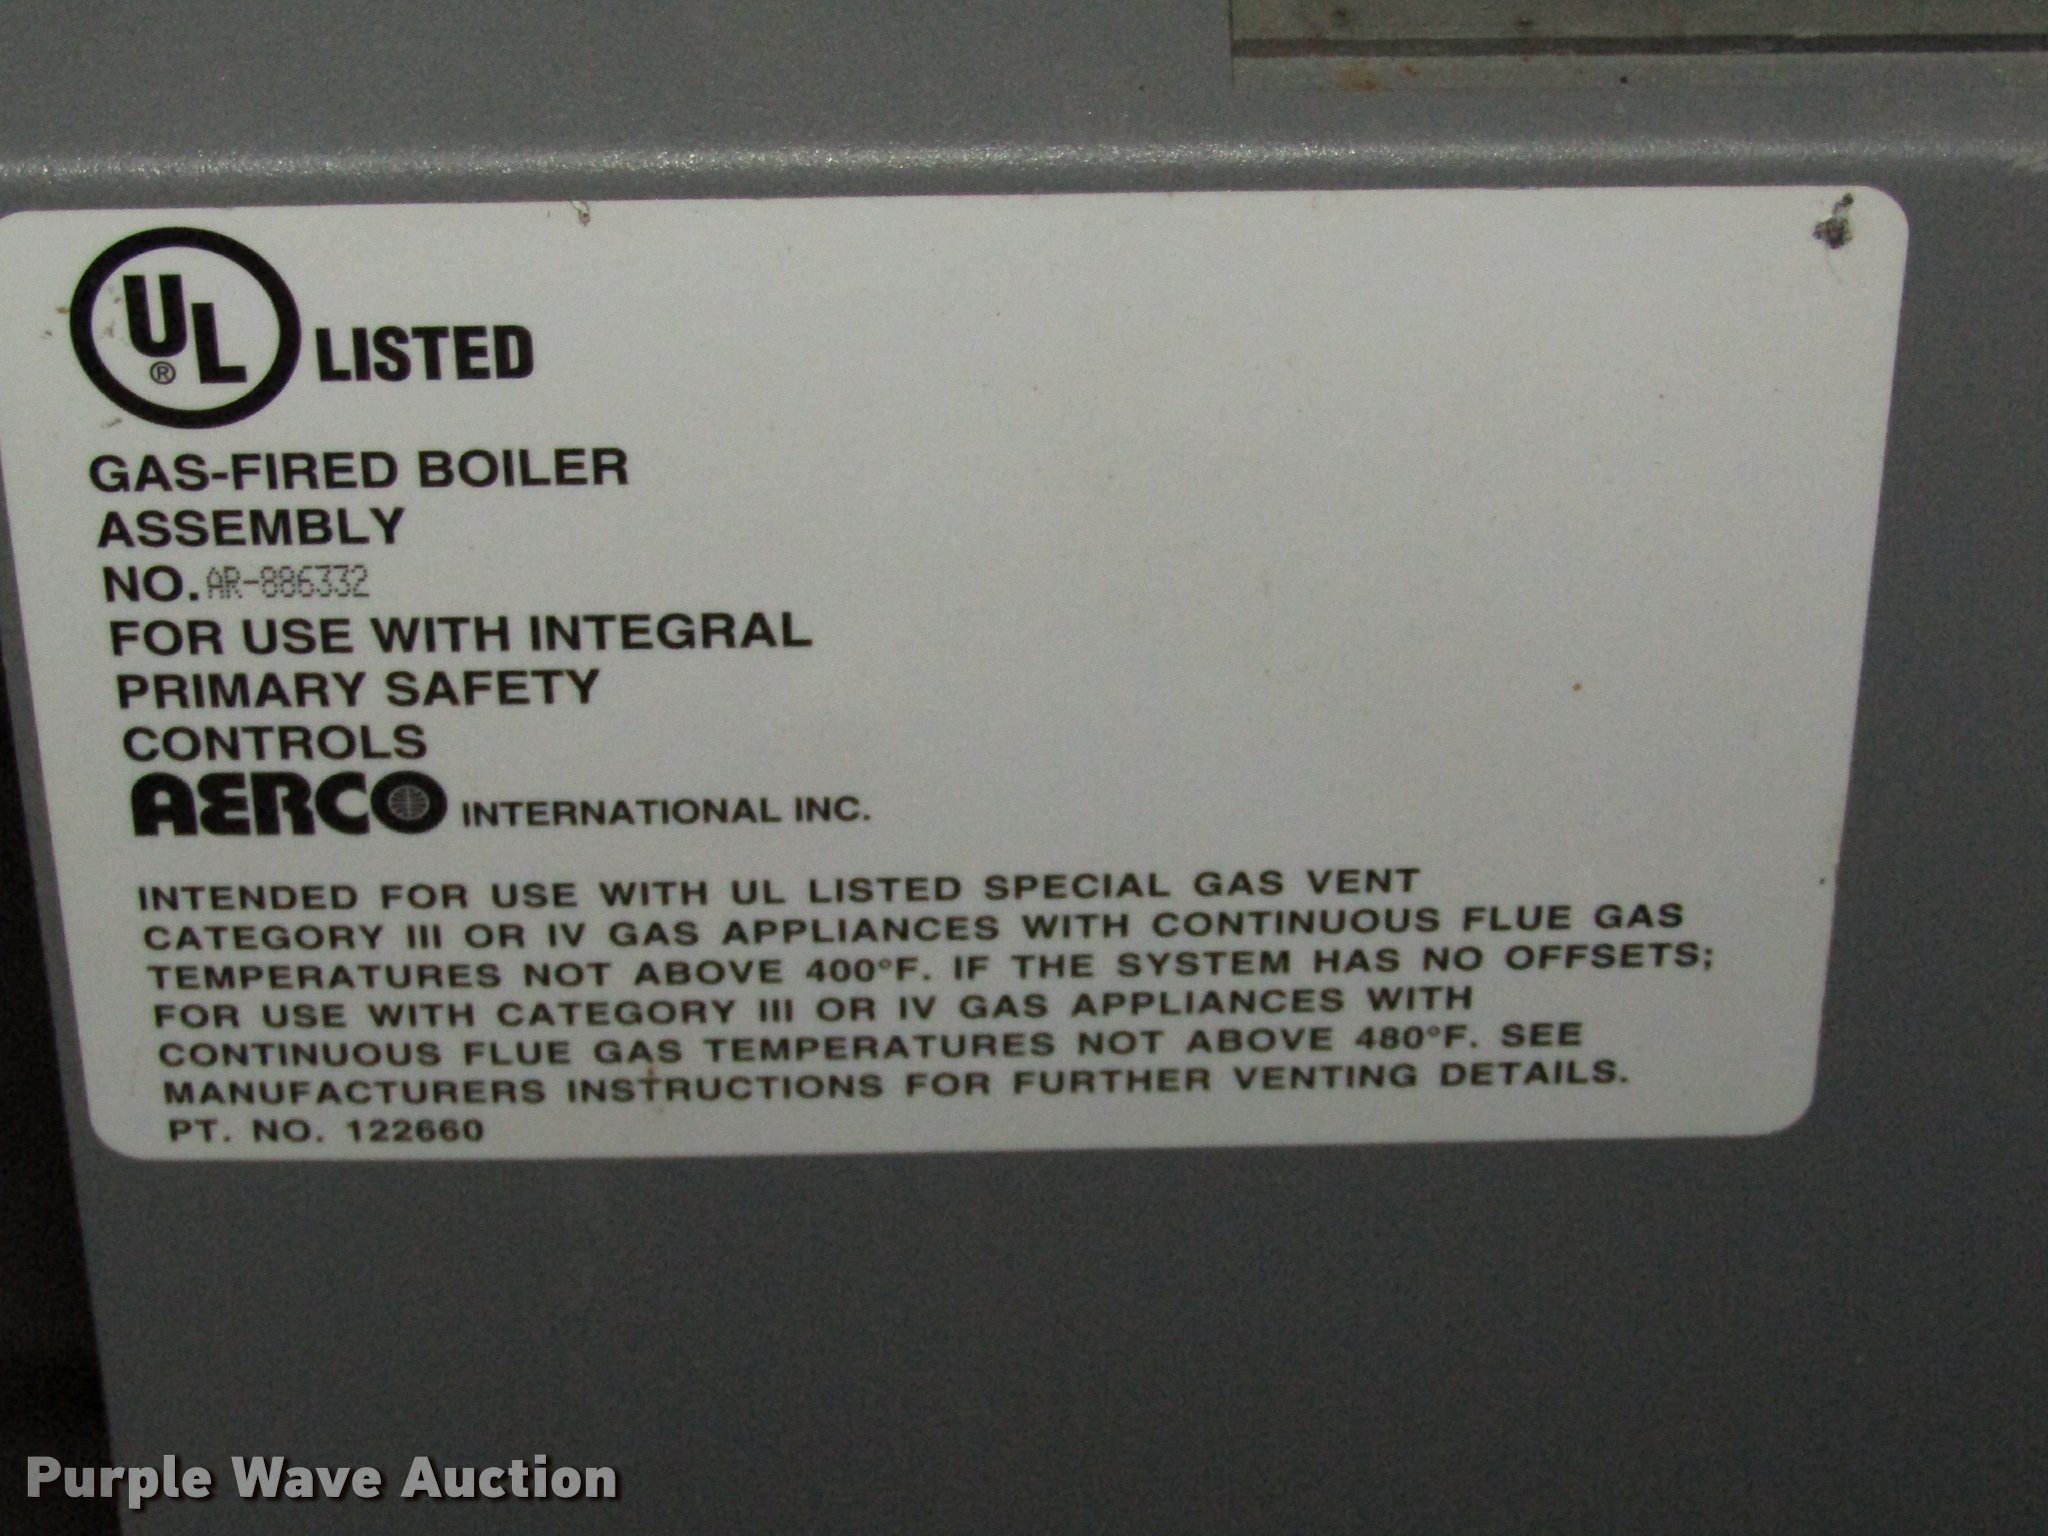 UL® LISTED
GAS-FIRED BOILER
ASSEMBLY
NO. AR-886332
FOR USE WITH INTEGRAL
PRIMARY SAFETY
CONTROLS
AERCO INTERNATIONAL INC.
INTENDED FOR USE WITH UL LISTED SPECIAL GAS VENT
CATEGORY III OR IV GAS APPLIANCES WITH CONTINUOUS FLUE GAS
TEMPERATURES NOT ABOVE 400°F. IF THE SYSTEM HAS NO OFFSETS;
FOR USE WITH CATEGORY III OR IV GAS APPLIANCES WITH
CONTINUOUS FLUE GAS TEMPERATURES NOT ABOVE 480°F. SEE
MANUFACTURERS INSTRUCTIONS FOR FURTHER VENTING DETAILS.
PT. NO. 122660
Purple Wave Auction